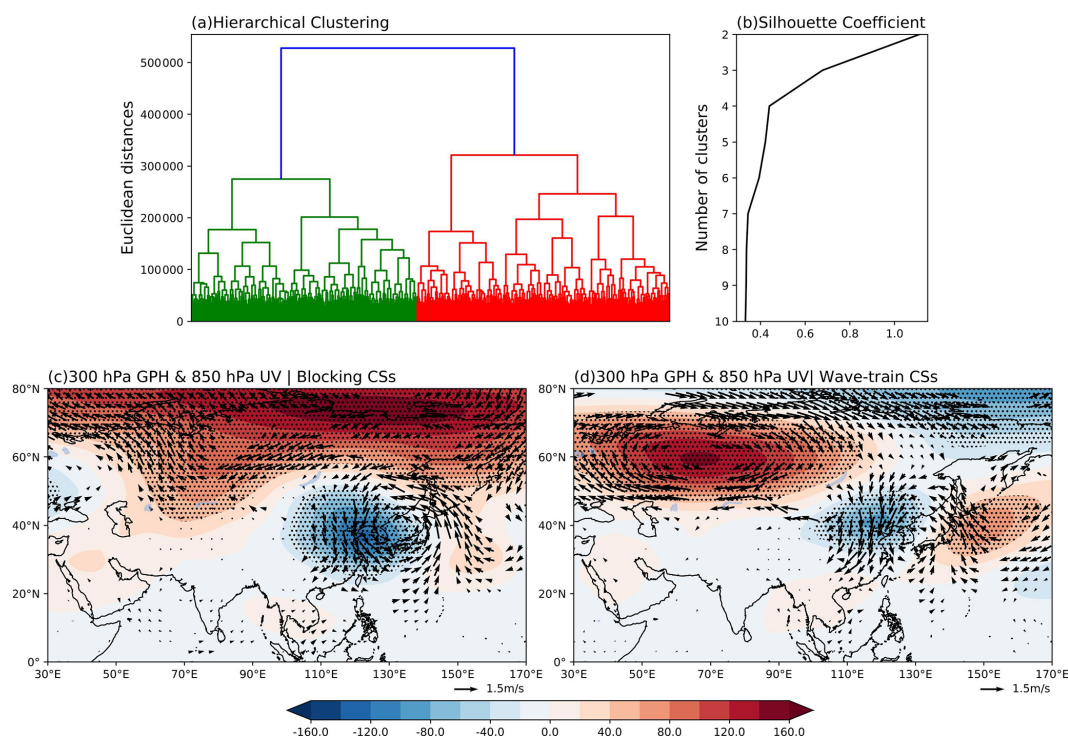 (a)Hierarchical Clustering
Euclidean distances
500000
400000
300000
200000
100000
0
(b)Silhouette Coefficient
Number of clusters
2
3
4
5
6
7
8
9
10
0.4 0.6 0.8 1.0
(c)300 hPa GPH & 850 hPa UV | Blocking CSs
80°N
60°N
40°N
20°N
0°
30°E 50°E 70°E 90°E 110°E 130°E 150°E 170°E
1.5m/s
(d)300 hPa GPH & 850 hPa UV| Wave-train CSs
80°N
60°N
40°N
20°N
0°
30°E 50°E 70°E 90°E 110°E 130°E 150°E 170°E
1.5m/s
-160.0 -120.0 -80.0 -40.0 0.0 40.0 80.0 120.0 160.0